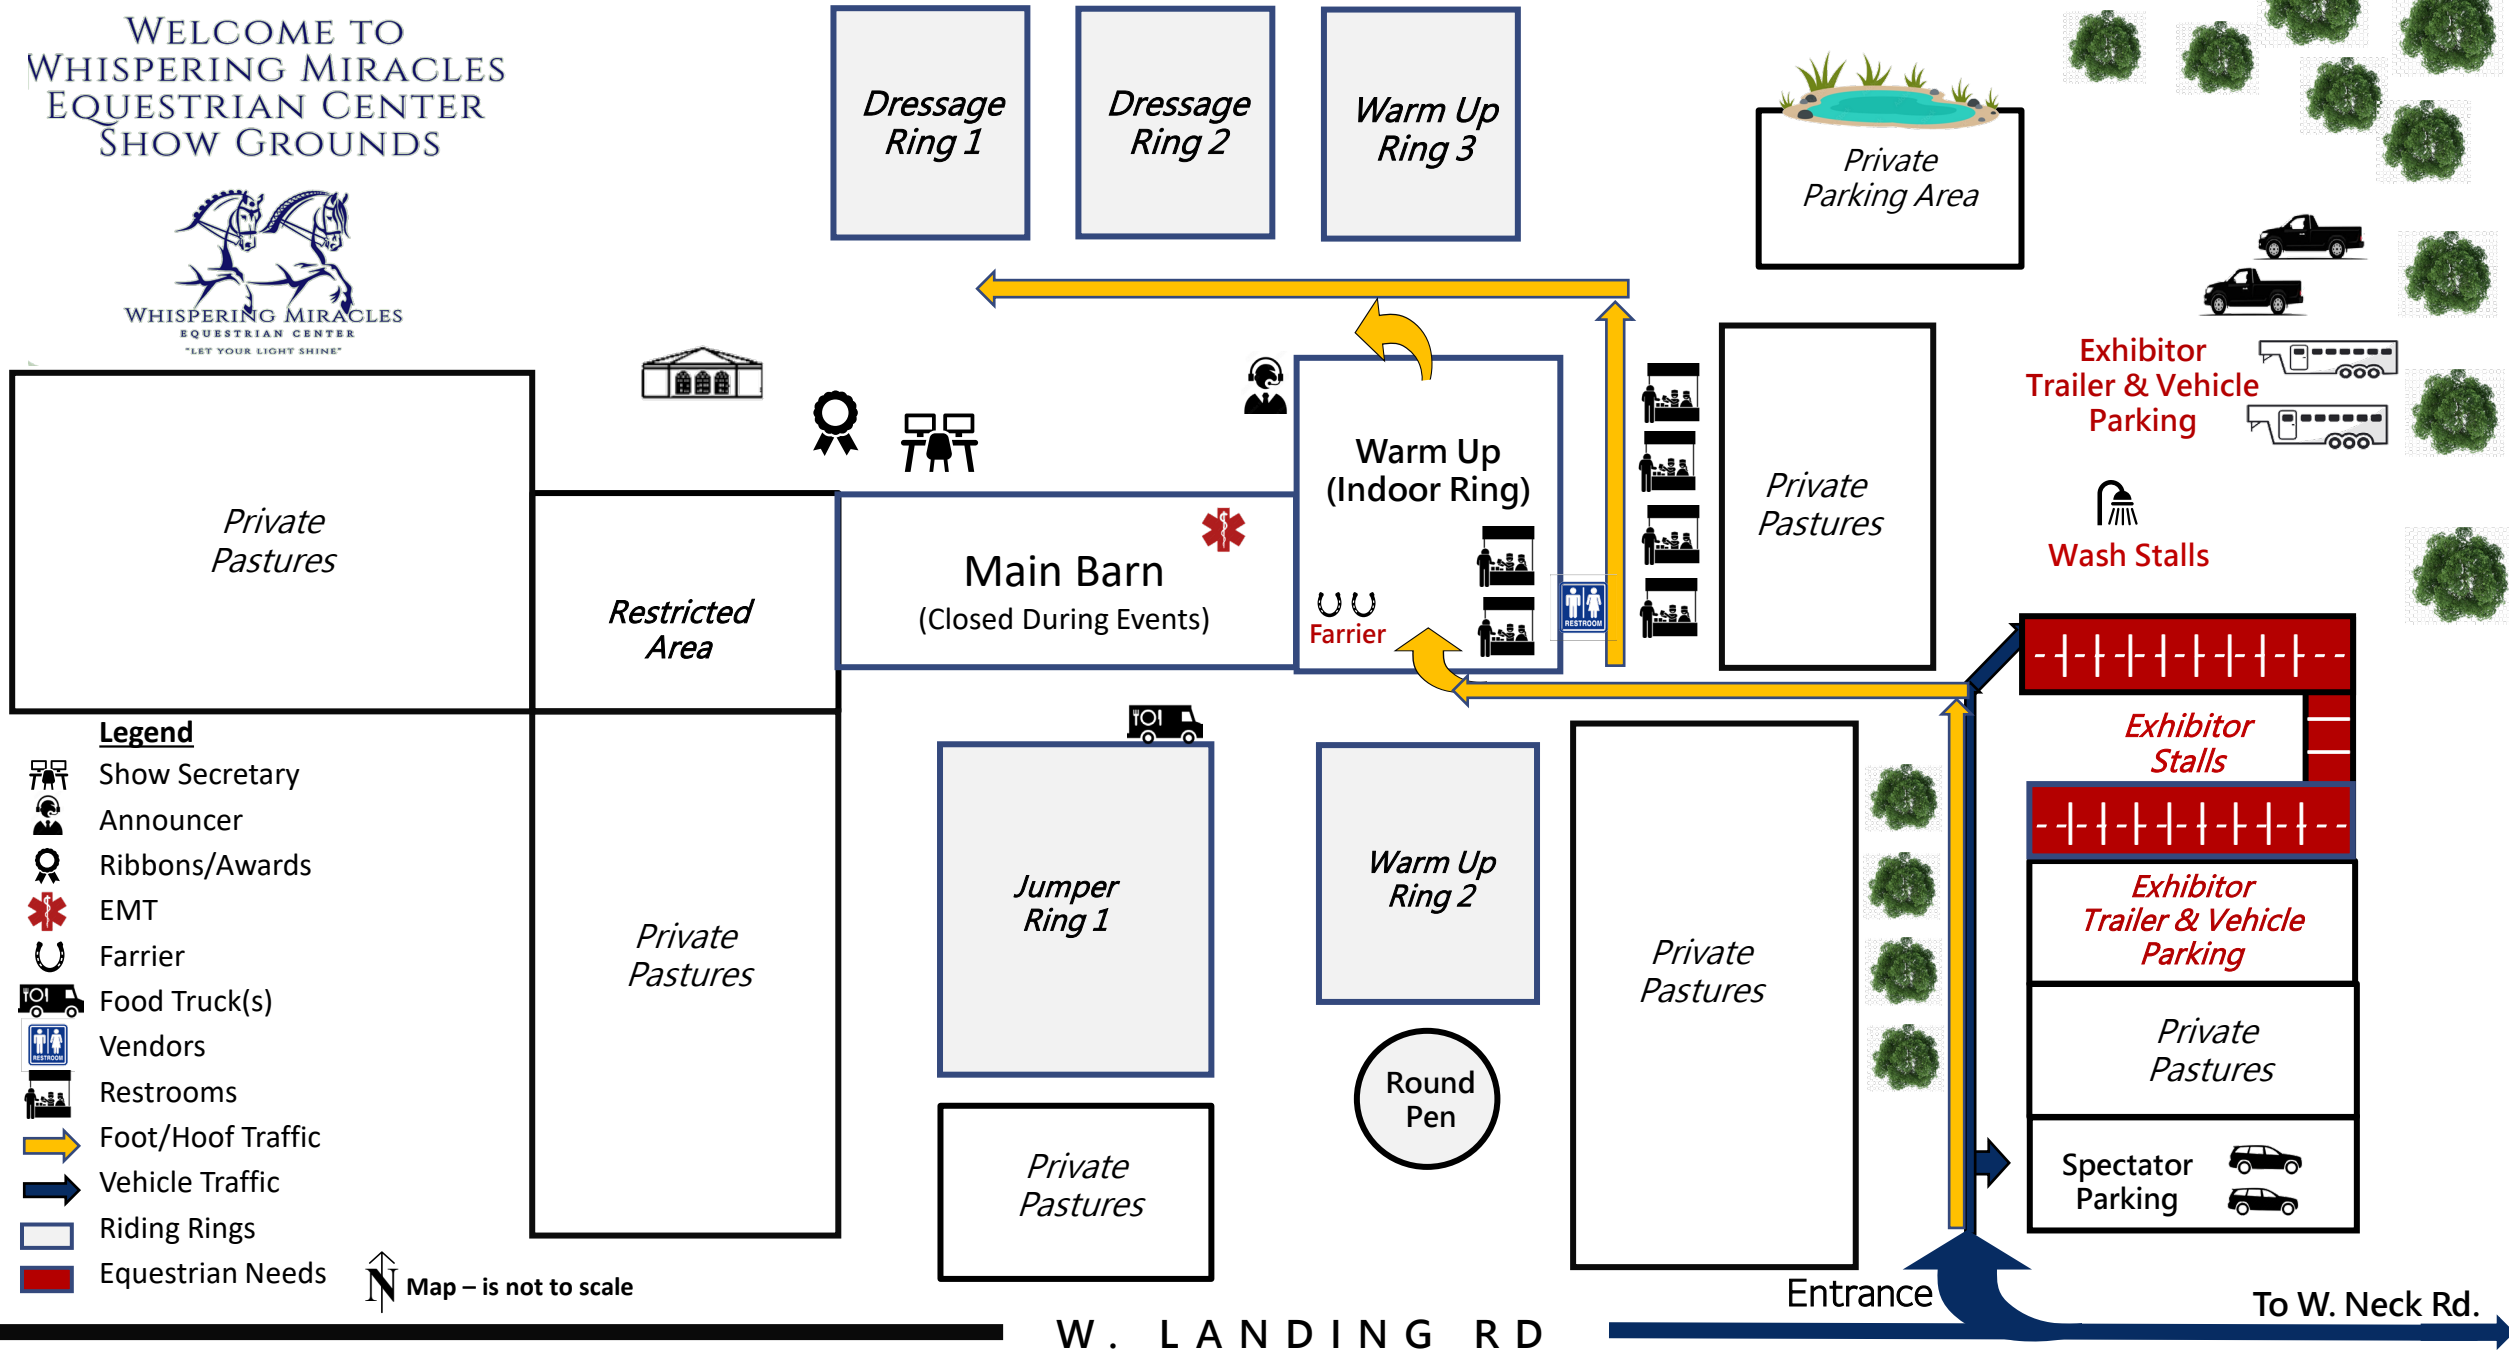 WELCOME TO
WHISPERING MIRACLES
EQUESTRIAN CENTER
SHOW GROUNDS
WHISPERING MIRACLES
EQUESTRIAN CENTER
"LET YOUR LIGHT SHINE"
Dressage
Ring 1
Dressage
Ring 2
Warm Up
Ring 3
Private
Parking Area
Exhibitor
Trailer & Vehicle
Parking
Wash Stalls
Private
Pastures
Restricted
Area
Main Barn
(Closed During Events)
Warm Up
(Indoor Ring)
Farrier
RESTROOM
Private
Pastures
Exhibitor
Stalls
Exhibitor
Trailer & Vehicle
Parking
Private
Pastures
Spectator
Parking
Legend
Show Secretary
Announcer
Ribbons/Awards
EMT
Farrier
Food Truck(s)
RESTROOM
Vendors
Restrooms
Foot/Hoof Traffic
Vehicle Traffic
Riding Rings
Equestrian Needs
N
Map – is not to scale
Private
Pastures
Jumper
Ring 1
Private
Pastures
Warm Up
Ring 2
Round
Pen
Private
Pastures
Entrance
To W. Neck Rd.
W. LANDING RD